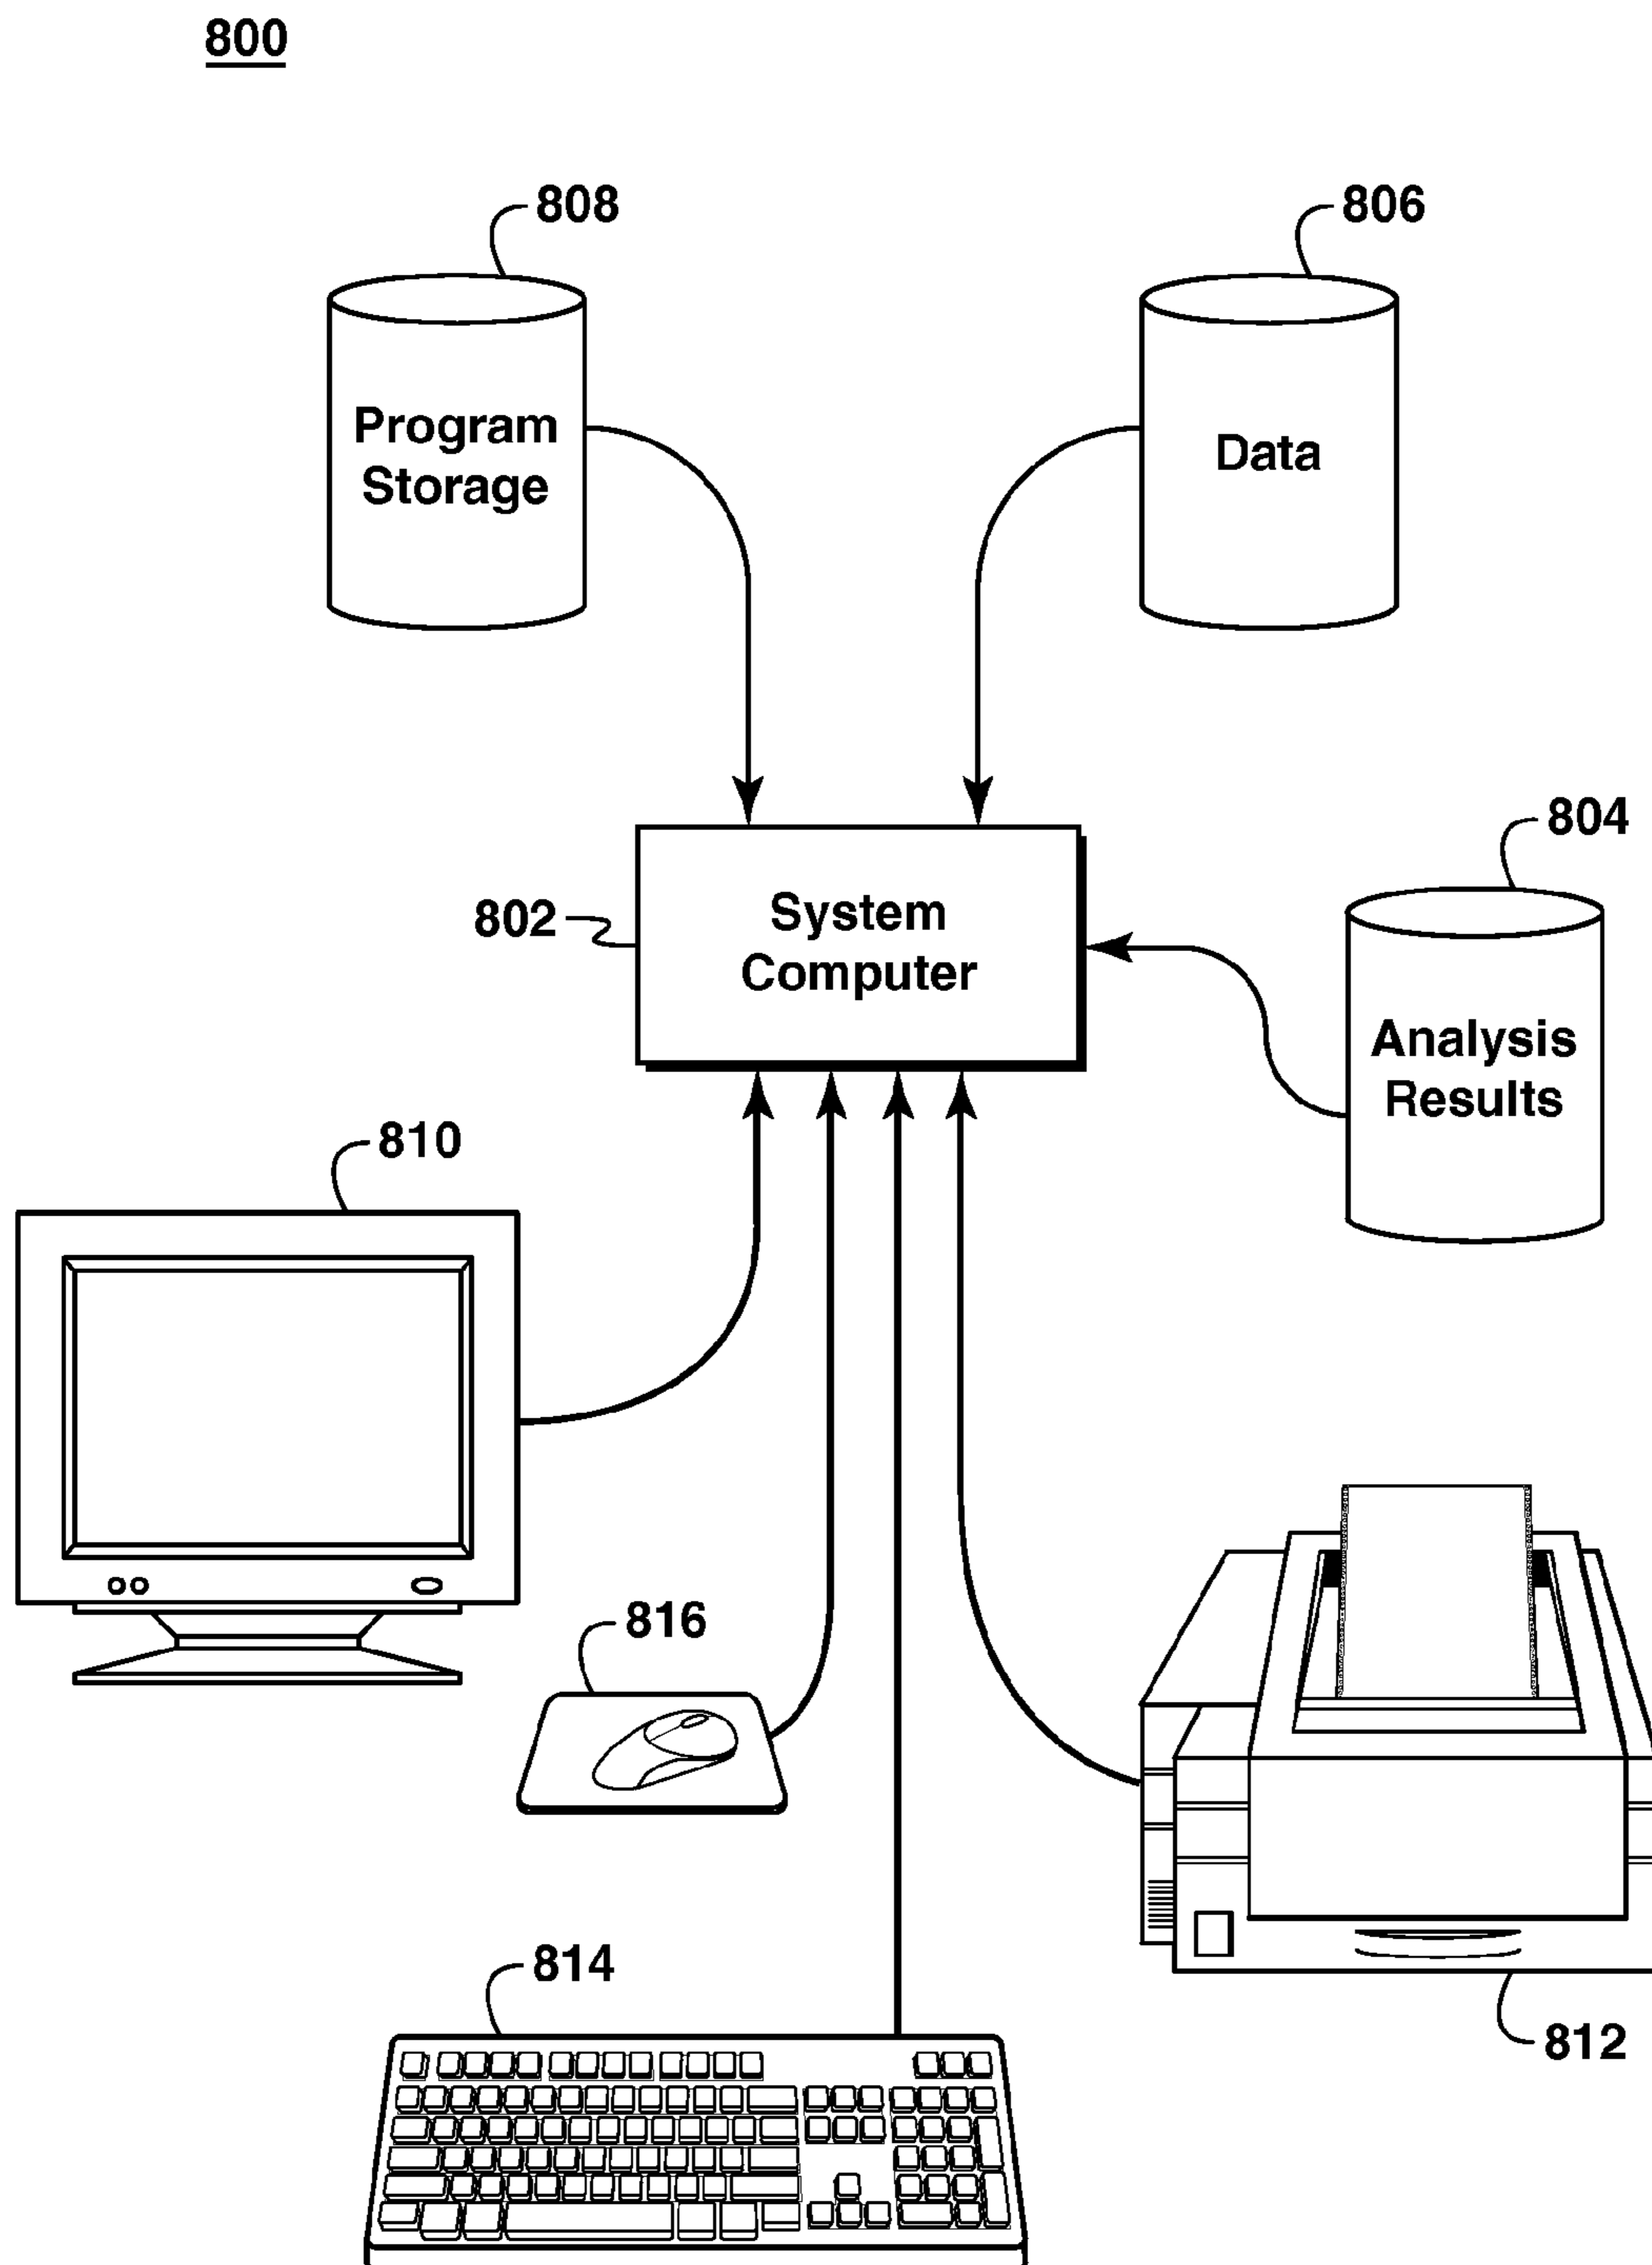 800
808
806
Program
Storage
Data
804
802
System
Computer
Analysis
Results
810
816
814
812